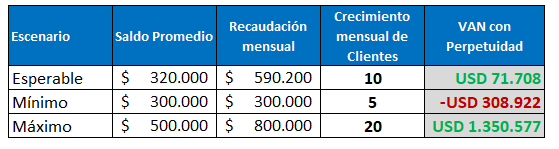 Escenario Saldo Promedio Recaudación mensual Crecimiento mensual de Clientes VAN con Perpetuidad
Esperable $ 320.000 $ 590.200 10 USD 71.708
Mínimo $ 300.000 $ 300.000 5 -USD 308.922
Máximo $ 500.000 $ 800.000 20 USD 1.350.577